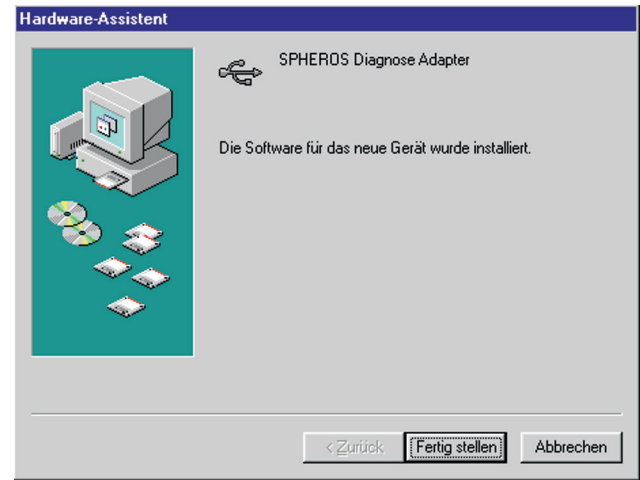 Hardware-Assistent
SPHEROS Diagnose Adapter
Die Software für das neue Gerät wurde installiert.
< Zurück
Fertig stellen
Abbrechen